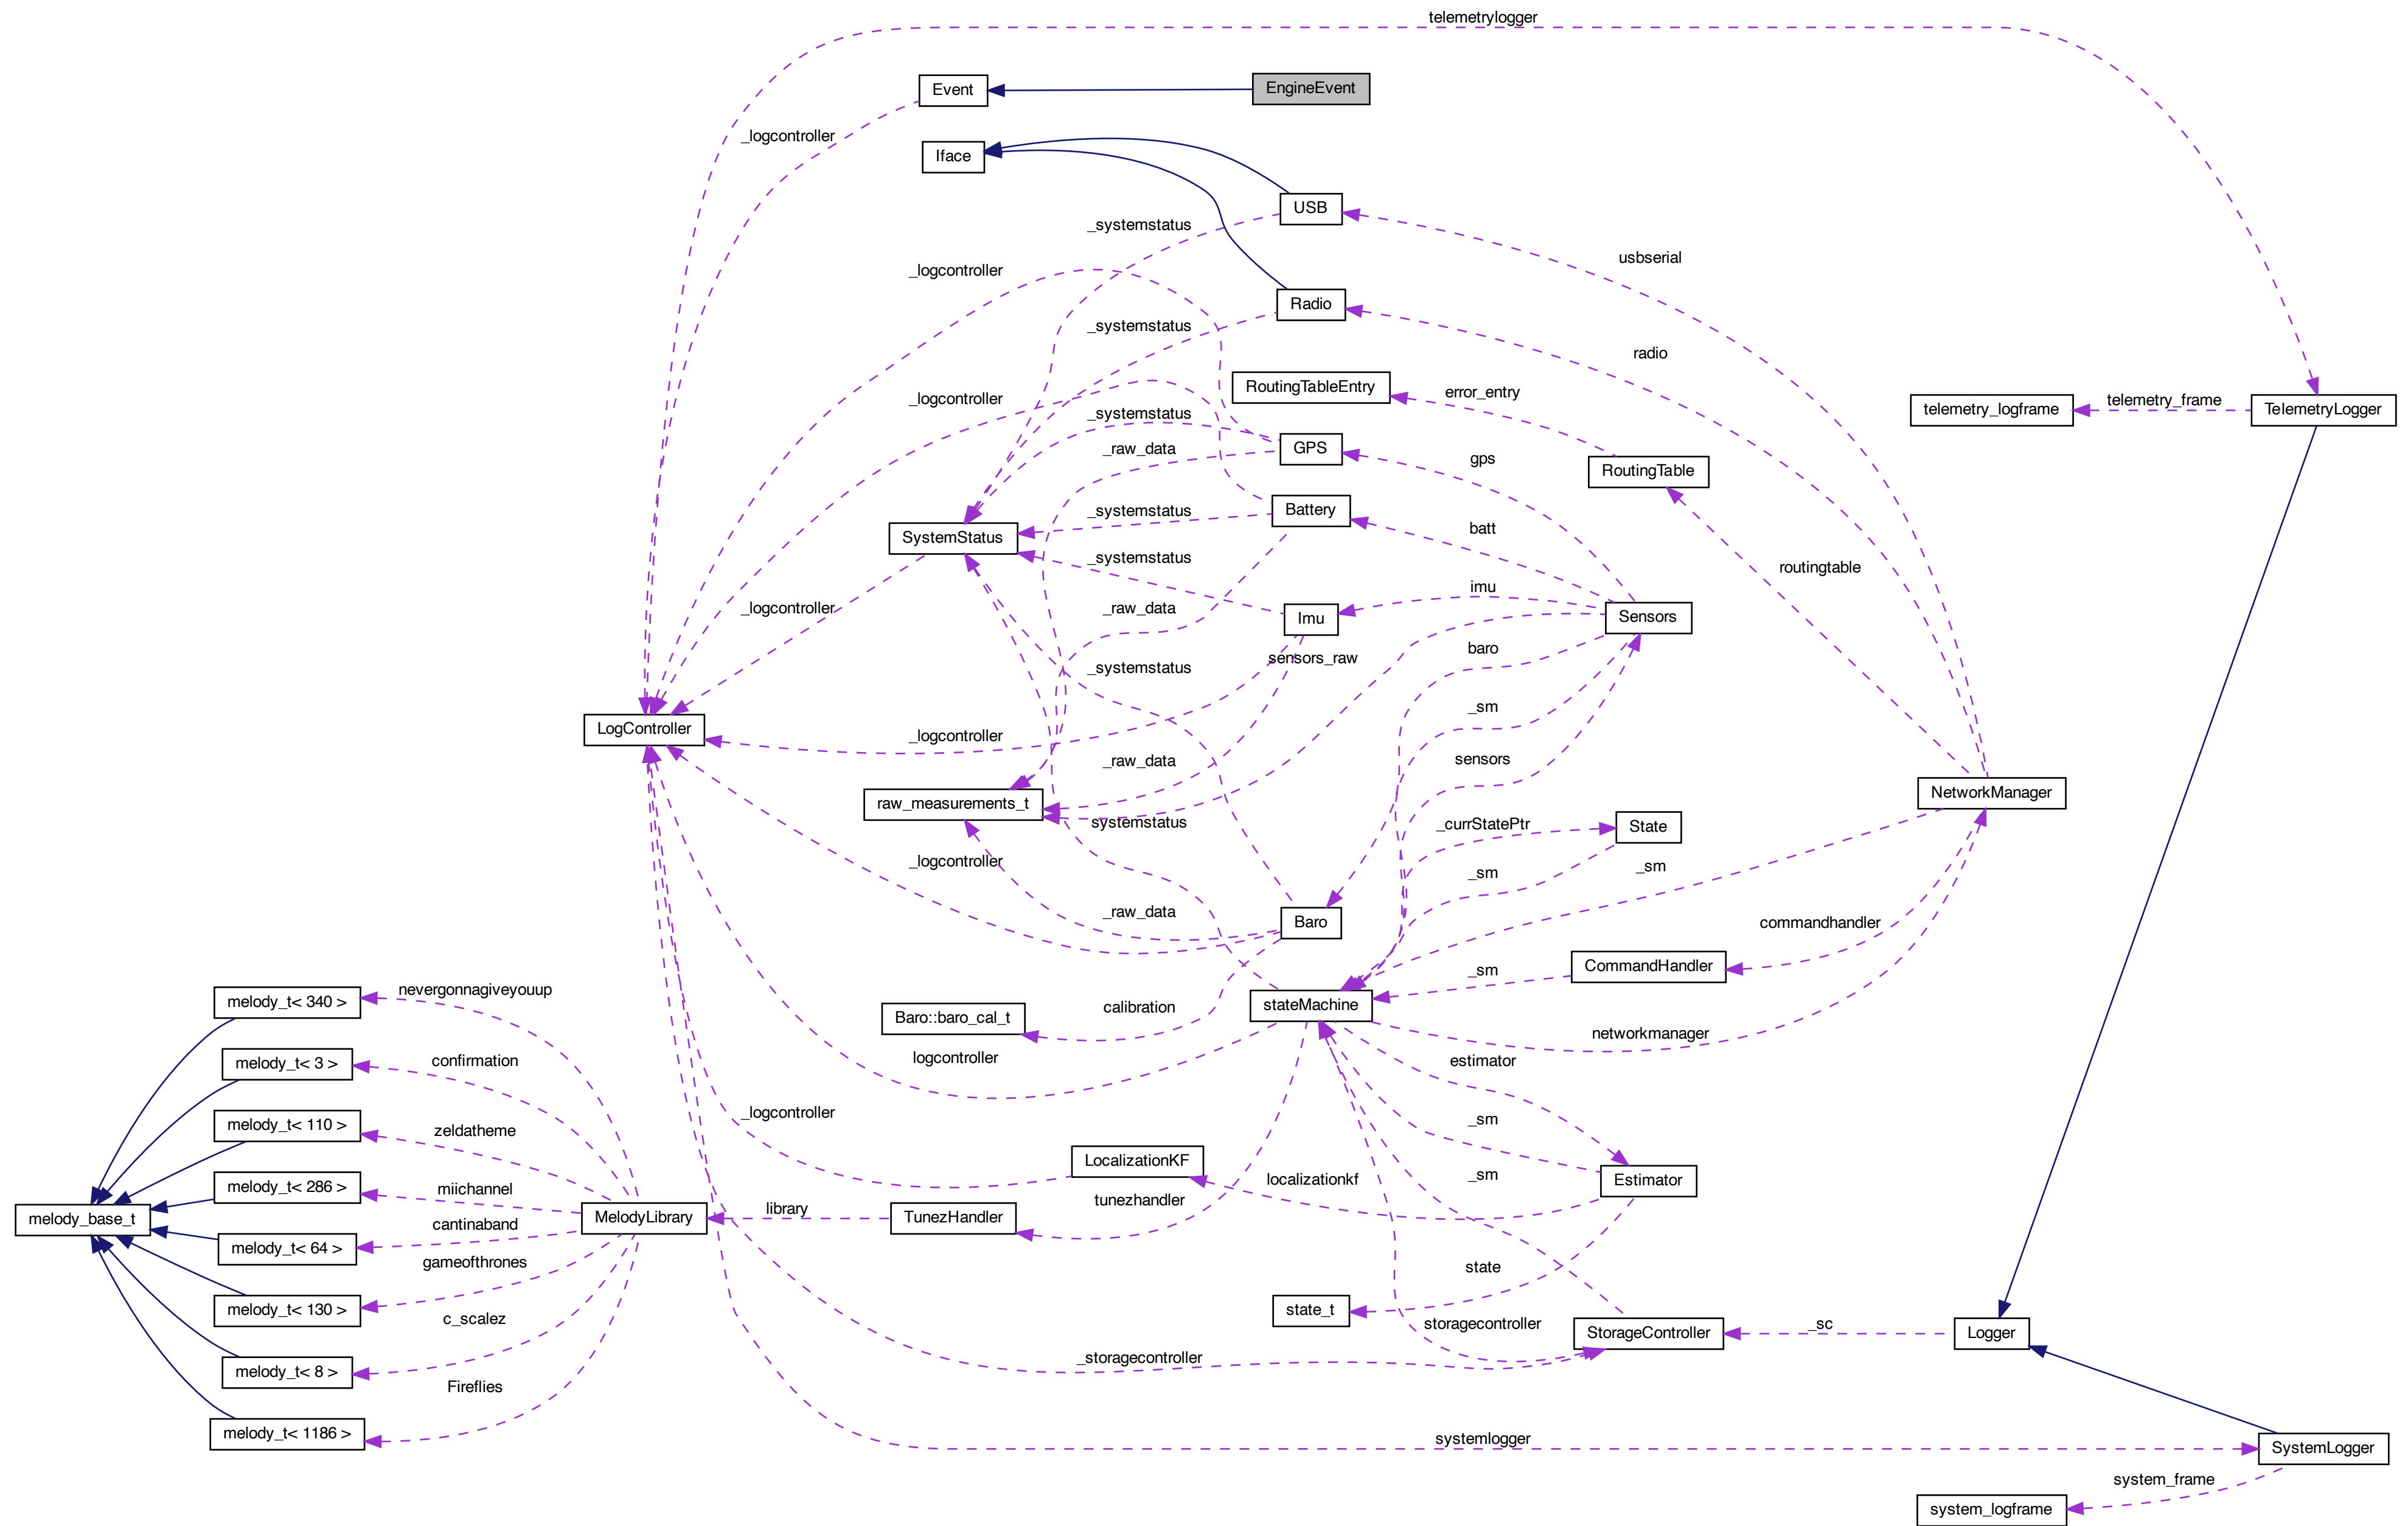 telemetrylogger
Event
EngineEvent
_logcontroller
Iface
USB
_systemstatus
usbserial
_logcontroller
Radio
_systemstatus
radio
RoutingTableEntry
error_entry
_logcontroller
telemetry_frame
telemetry_logframe
TelemetryLogger
_systemstatus
GPS
_raw_data
gps
RoutingTable
_systemstatus
Battery
batt
SystemStatus
_systemstatus
routingtable
imu
_logcontroller
_raw_data
Imu
Sensors
baro
sensors_raw
_systemstatus
_sm
LogController
_logcontroller
_raw_data
sensors
NetworkManager
raw_measurements_t
systemstatus
_currStatePtr
State
_logcontroller
_sm
_sm
_raw_data
Baro
commandhandler
CommandHandler
_sm
nevergonnagiveyouup
melody_t< 340 >
calibration
stateMachine
Baro::baro_cal_t
networkmanager
logcontroller
confirmation
melody_t< 3 >
estimator
_logcontroller
zeldatheme
melody_t< 110 >
_sm
LocalizationKF
_sm
localizationkf
Estimator
miichannel
melody_t< 286 >
tunezhandler
library
melody_base_t
MelodyLibrary
TunezHandler
cantinaband
melody_t< 64 >
gameofthrones
state
melody_t< 130 >
state_t
c_scalez
storagecontroller
_sc
StorageController
Logger
_storagecontroller
melody_t< 8 >
Fireflies
melody_t< 1186 >
systemlogger
SystemLogger
system_frame
system_logframe